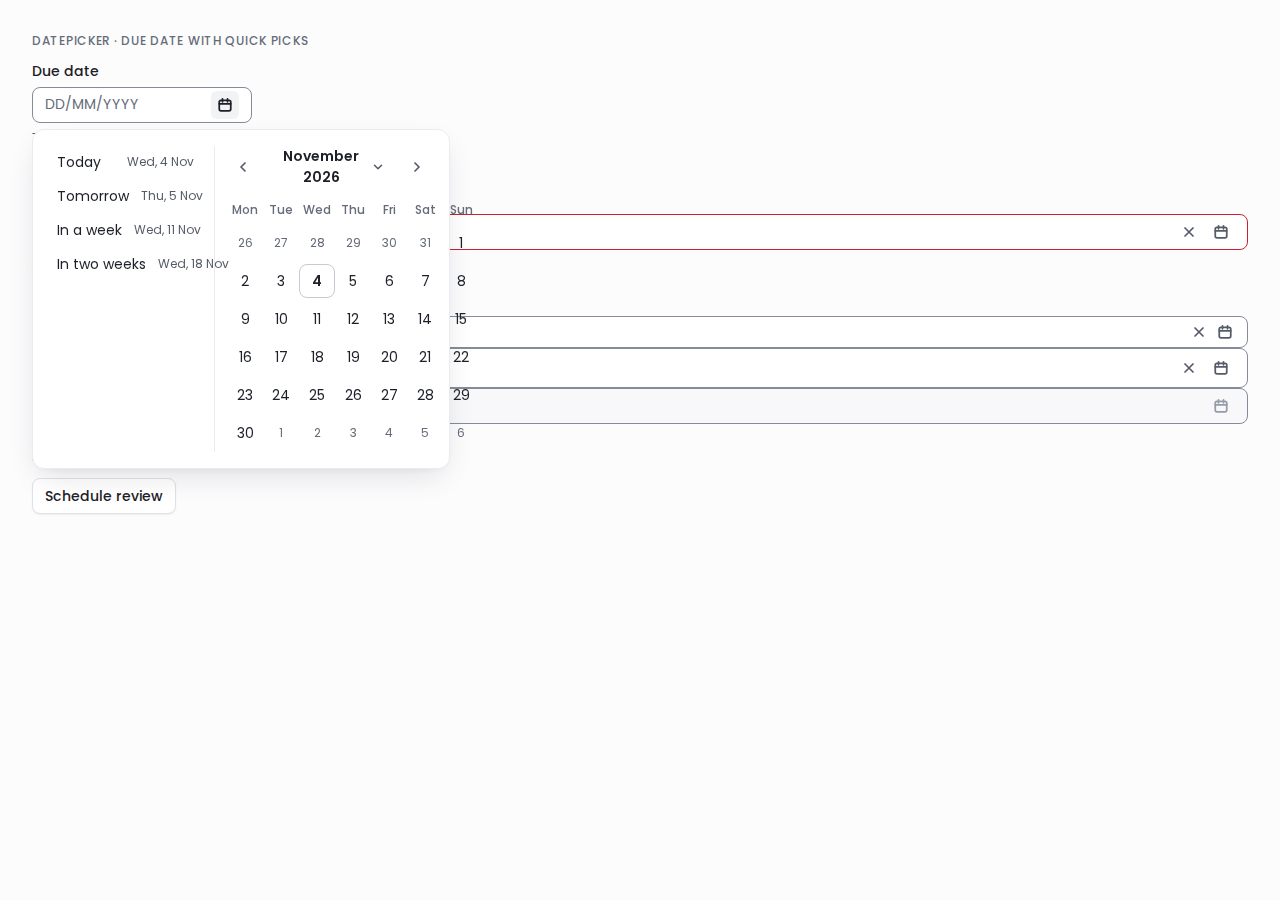 DATEPICKER · DUE DATE WITH QUICK PICKS
Due date
DD/MM/YYYY
Today Wed, 4 Nov
Tomorrow Thu, 5 Nov
In a week Wed, 11 Nov
In two weeks Wed, 18 Nov
November
2026
Mon Tue Wed Thu Fri Sat Sun
26 27 28 29 30 31 1
2 3 4 5 6 7 8
9 10 11 12 13 14 15
16 17 18 19 20 21 22
23 24 25 26 27 28 29
30 1 2 3 4 5 6
Schedule review